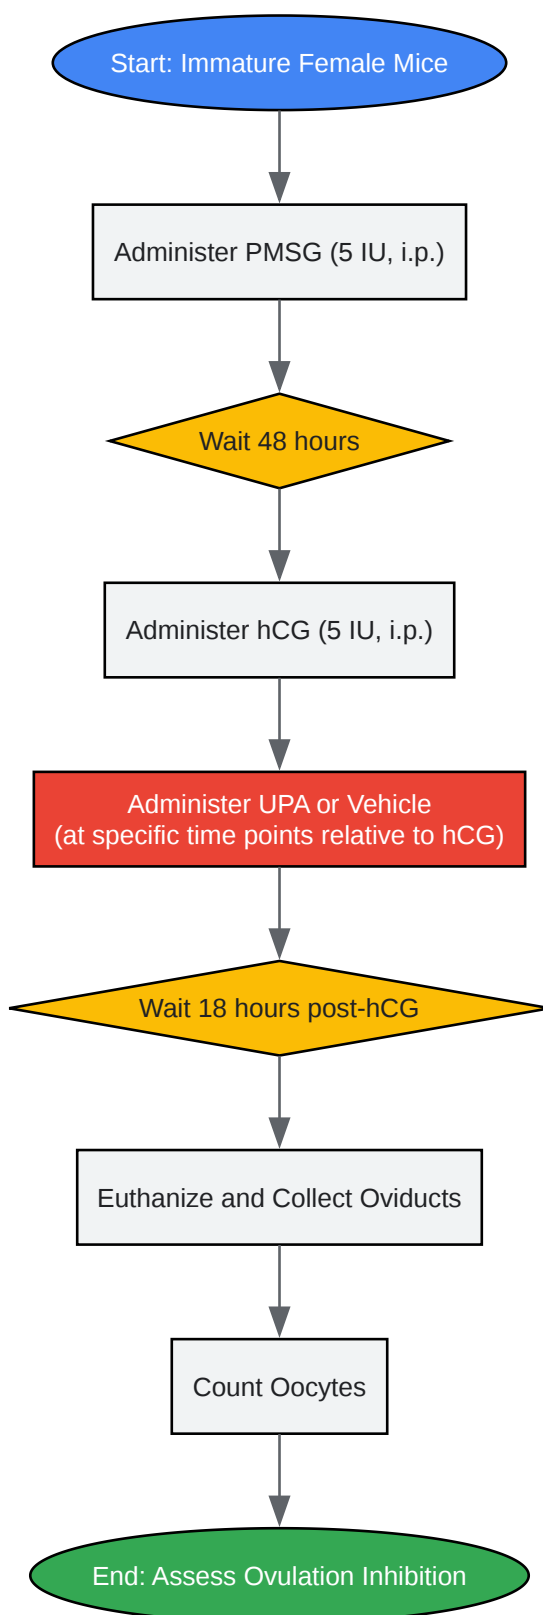 Start: Immature Female Mice
Administer PMSG (5 IU, i.p.)
Wait 48 hours
Administer hCG (5 IU, i.p.)
Administer UPA or Vehicle
(at specific time points relative to hCG)
Wait 18 hours post-hCG
Euthanize and Collect Oviducts
Count Oocytes
End: Assess Ovulation Inhibition